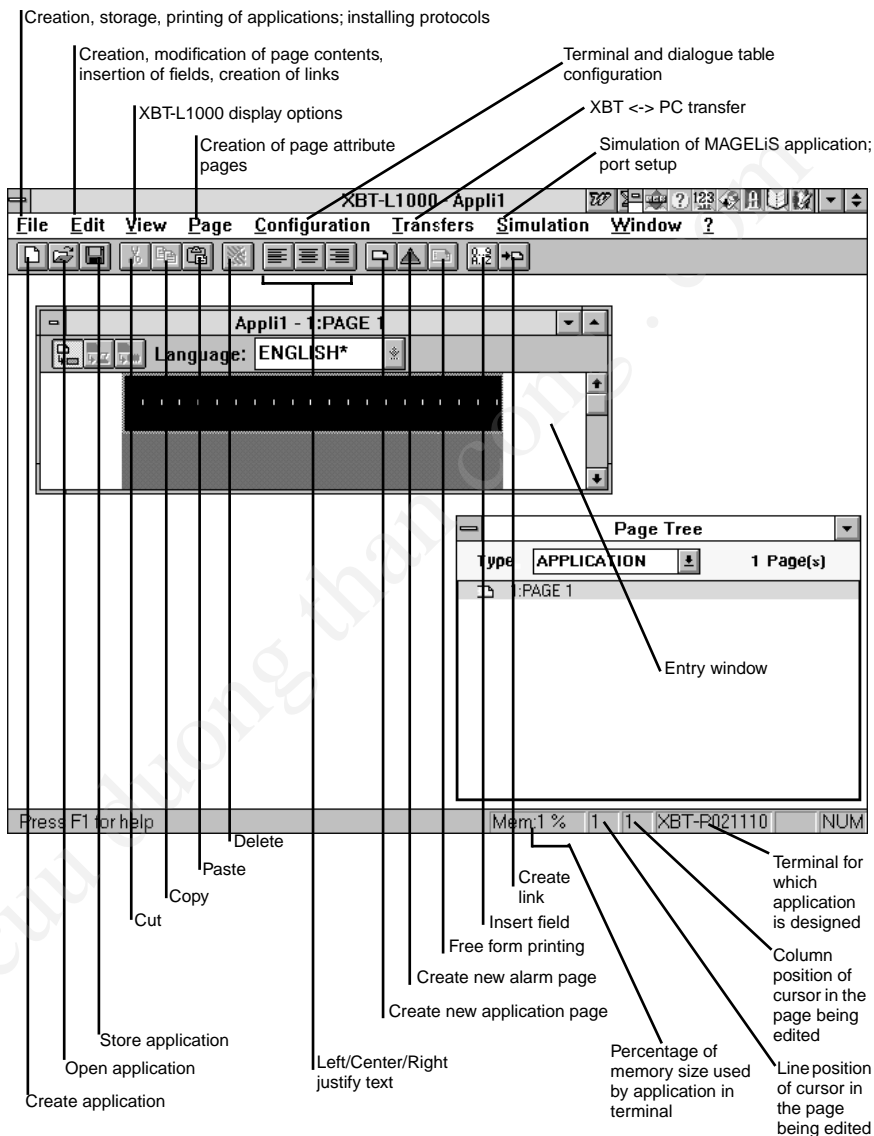 Creation, storage, printing of applications; installing protocols
Creation, modification of page contents,
insertion of fields, creation of links
Terminal and dialogue table
configuration
XBT-L1000 display options
XBT <-> PC transfer
Creation of page attribute
pages
Simulation of MAGELiS application;
port setup
XBT-L1000 - Appli1
File Edit View Page Configuration Transfers Simulation Window ?
Appli1 - 1:PAGE 1
Language: ENGLISH*
Page Tree
Type APPLICATION 1 Page(s)
1:PAGE 1
Entry window
Press F1 for help
Mem:1 % 1 1 XBT-P021110 NUM
Delete
Paste
Copy
Cut
Create
link
Insert field
Free form printing
Create new alarm page
Create new application page
Terminal for
which
application
is designed
Column
position of
cursor in the
page being
edited
Store application
Open application
Create application
Left/Center/Right
justify text
Percentage of
memory size used
by application in
terminal
Line position
of cursor in
the page
being edited
cuu duong than cong . com